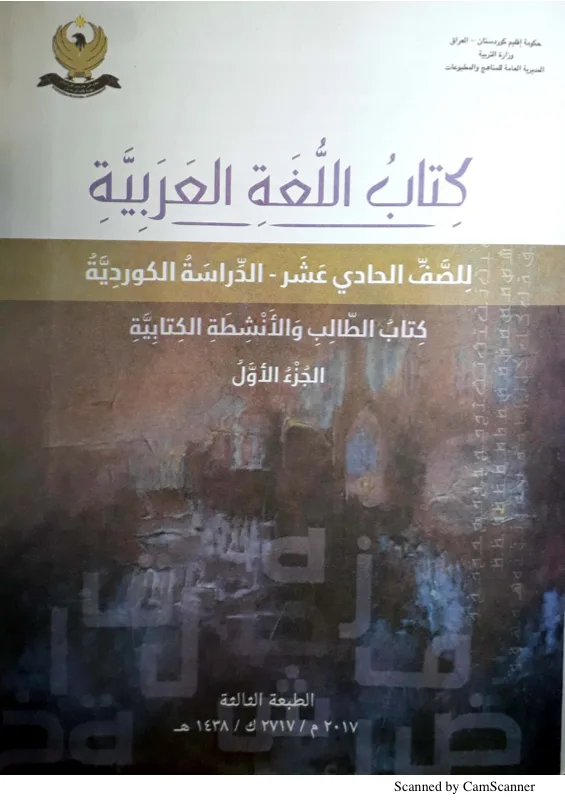 حكومة إقليم كوردستان - العراق
وزارة التربية
المديرية العامة للمناهج والمطبوعات
كِتابُ اللُّغَةِ العَرَبِيَّةِ
لِلصَّفِّ الحادي عَشَر - الدِّراسَةُ الكوردِيَّةُ
كِتابُ الطّالِبِ وَالأَنْشِطَةِ الكِتابِيَّةِ
الجُزْءُ الأَوَّلُ
الطبعة الثالثة
٢٠١٧ م / ٢٧١٧ ك / ١٤٣٨ هـ
Scanned by CamScanner